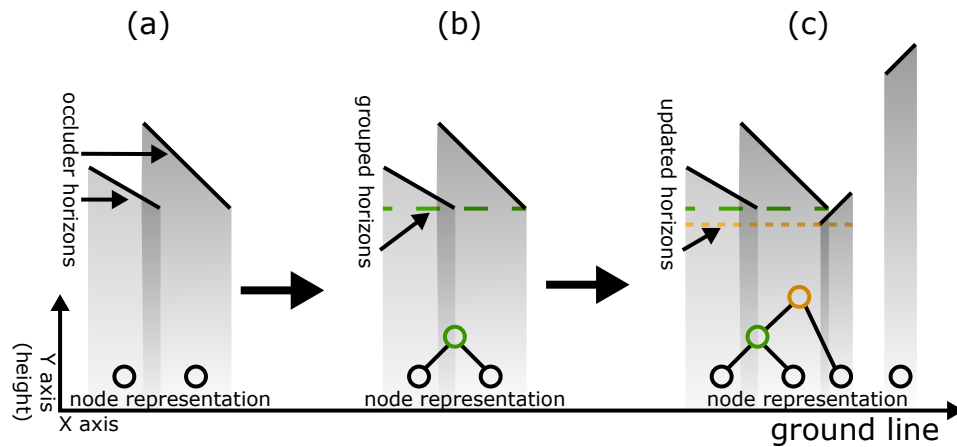 (a)
(b)
(c)
occluder horizons
grouped horizons
updated horizons
Y axis
(height)
node representation
node representation
node representation
X axis
ground line